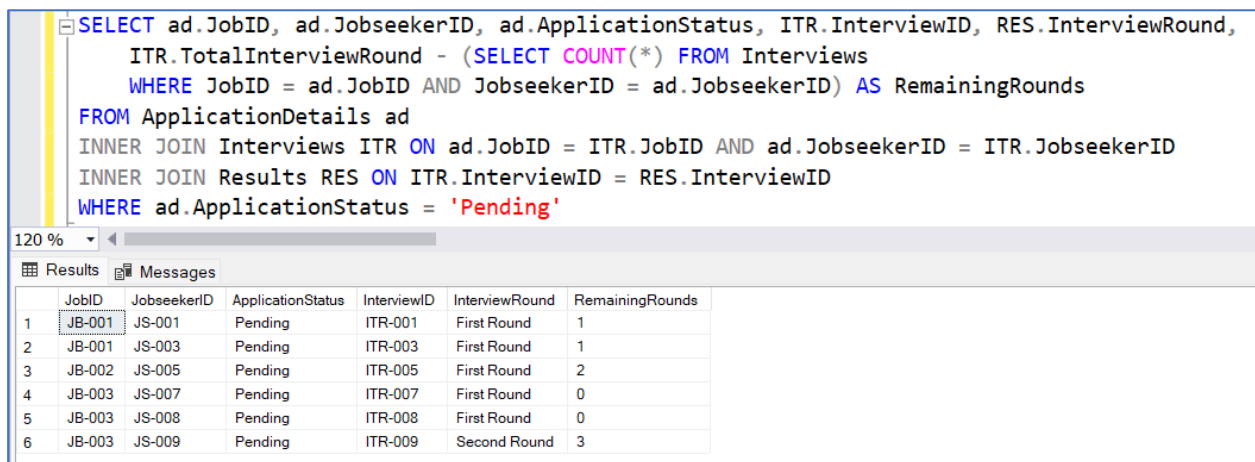 SELECT ad.JobID, ad.JobseekerID, ad.ApplicationStatus, ITR.InterviewID, RES.InterviewRound,
ITR.TotalInterviewRound - (SELECT COUNT(*) FROM Interviews
WHERE JobID = ad.JobID AND JobseekerID = ad.JobseekerID) AS RemainingRounds
FROM ApplicationDetails ad
INNER JOIN Interviews ITR ON ad.JobID = ITR.JobID AND ad.JobseekerID = ITR.JobseekerID
INNER JOIN Results RES ON ITR.InterviewID = RES.InterviewID
WHERE ad.ApplicationStatus = 'Pending'
120 %
Results Messages
JobID JobseekerID ApplicationStatus InterviewID InterviewRound RemainingRounds
1 JB-001 JS-001 Pending ITR-001 First Round 1
2 JB-001 JS-003 Pending ITR-003 First Round 1
3 JB-002 JS-005 Pending ITR-005 First Round 2
4 JB-003 JS-007 Pending ITR-007 First Round 0
5 JB-003 JS-008 Pending ITR-008 First Round 0
6 JB-003 JS-009 Pending ITR-009 Second Round 3